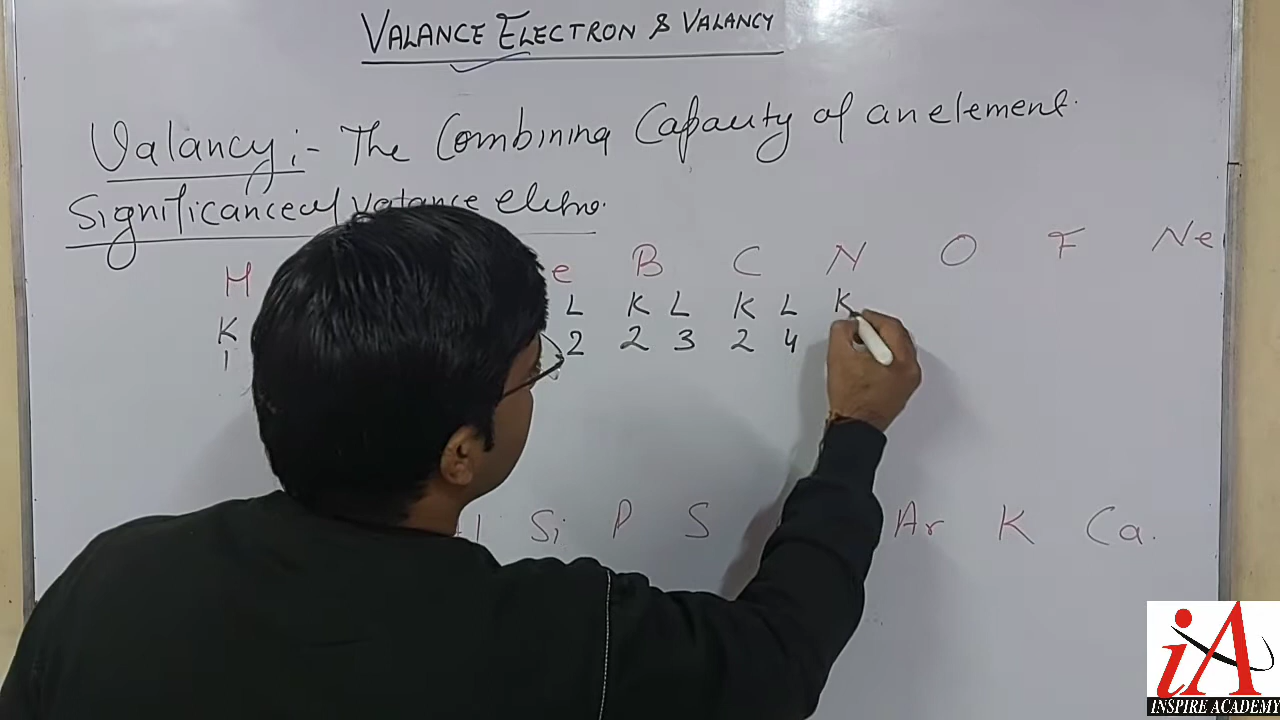 VALANCE ELECTRON & VALANCY
Valancy :- The Combining Capacity of an element.
Significance of valance
H e B C N O F Ne
K L K L K L K
1 2 2 3 2 4
Si P S Ar K Ca.
iA
INSPIRE ACADEMY